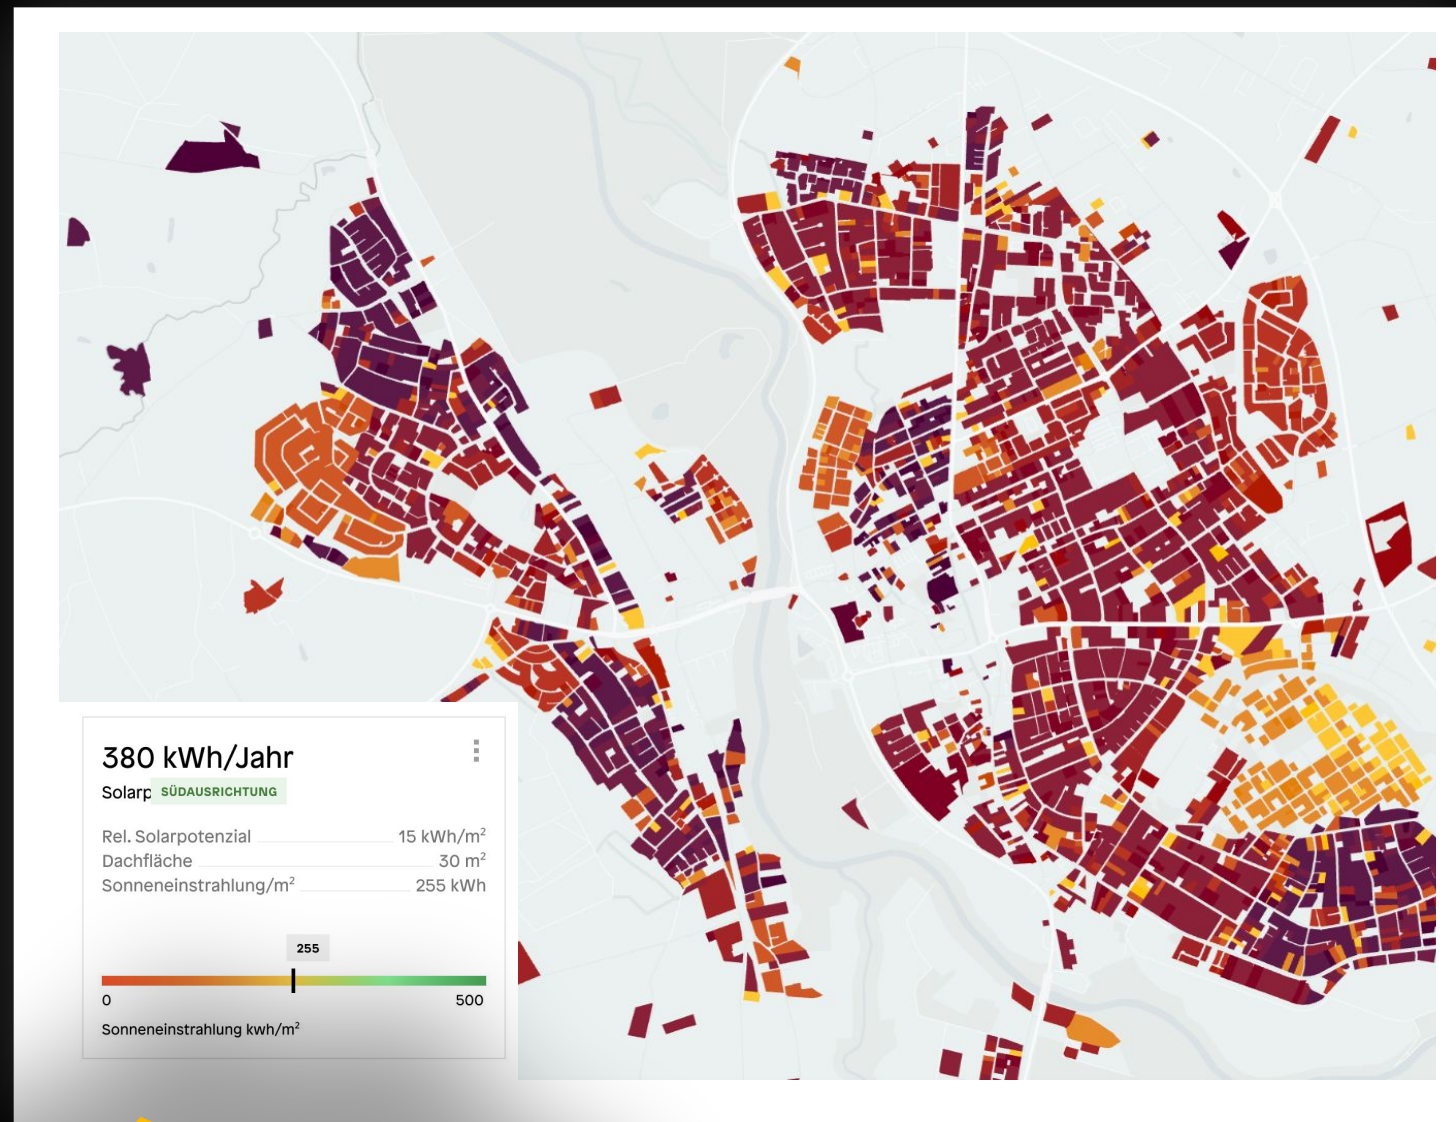 380 kWh/Jahr
Solarp SÜDAUSRICHTUNG
Rel. Solarpotenzial 15 kWh/m²
Dachfläche 30 m²
Sonneneinstrahlung/m² 255 kWh
255
0 500
Sonneneinstrahlung kwh/m²